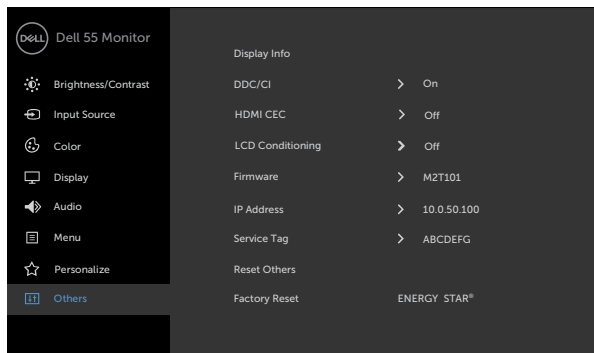 DELL Dell 55 Monitor
Display Info
Brightness/Contrast DDC/CI On
Input Source HDMI CEC Off
Color LCD Conditioning Off
Display Firmware M2T101
Audio IP Address 10.0.50.100
Menu Service Tag ABCDEFG
Personalize Reset Others
Others Factory Reset ENERGY STAR®